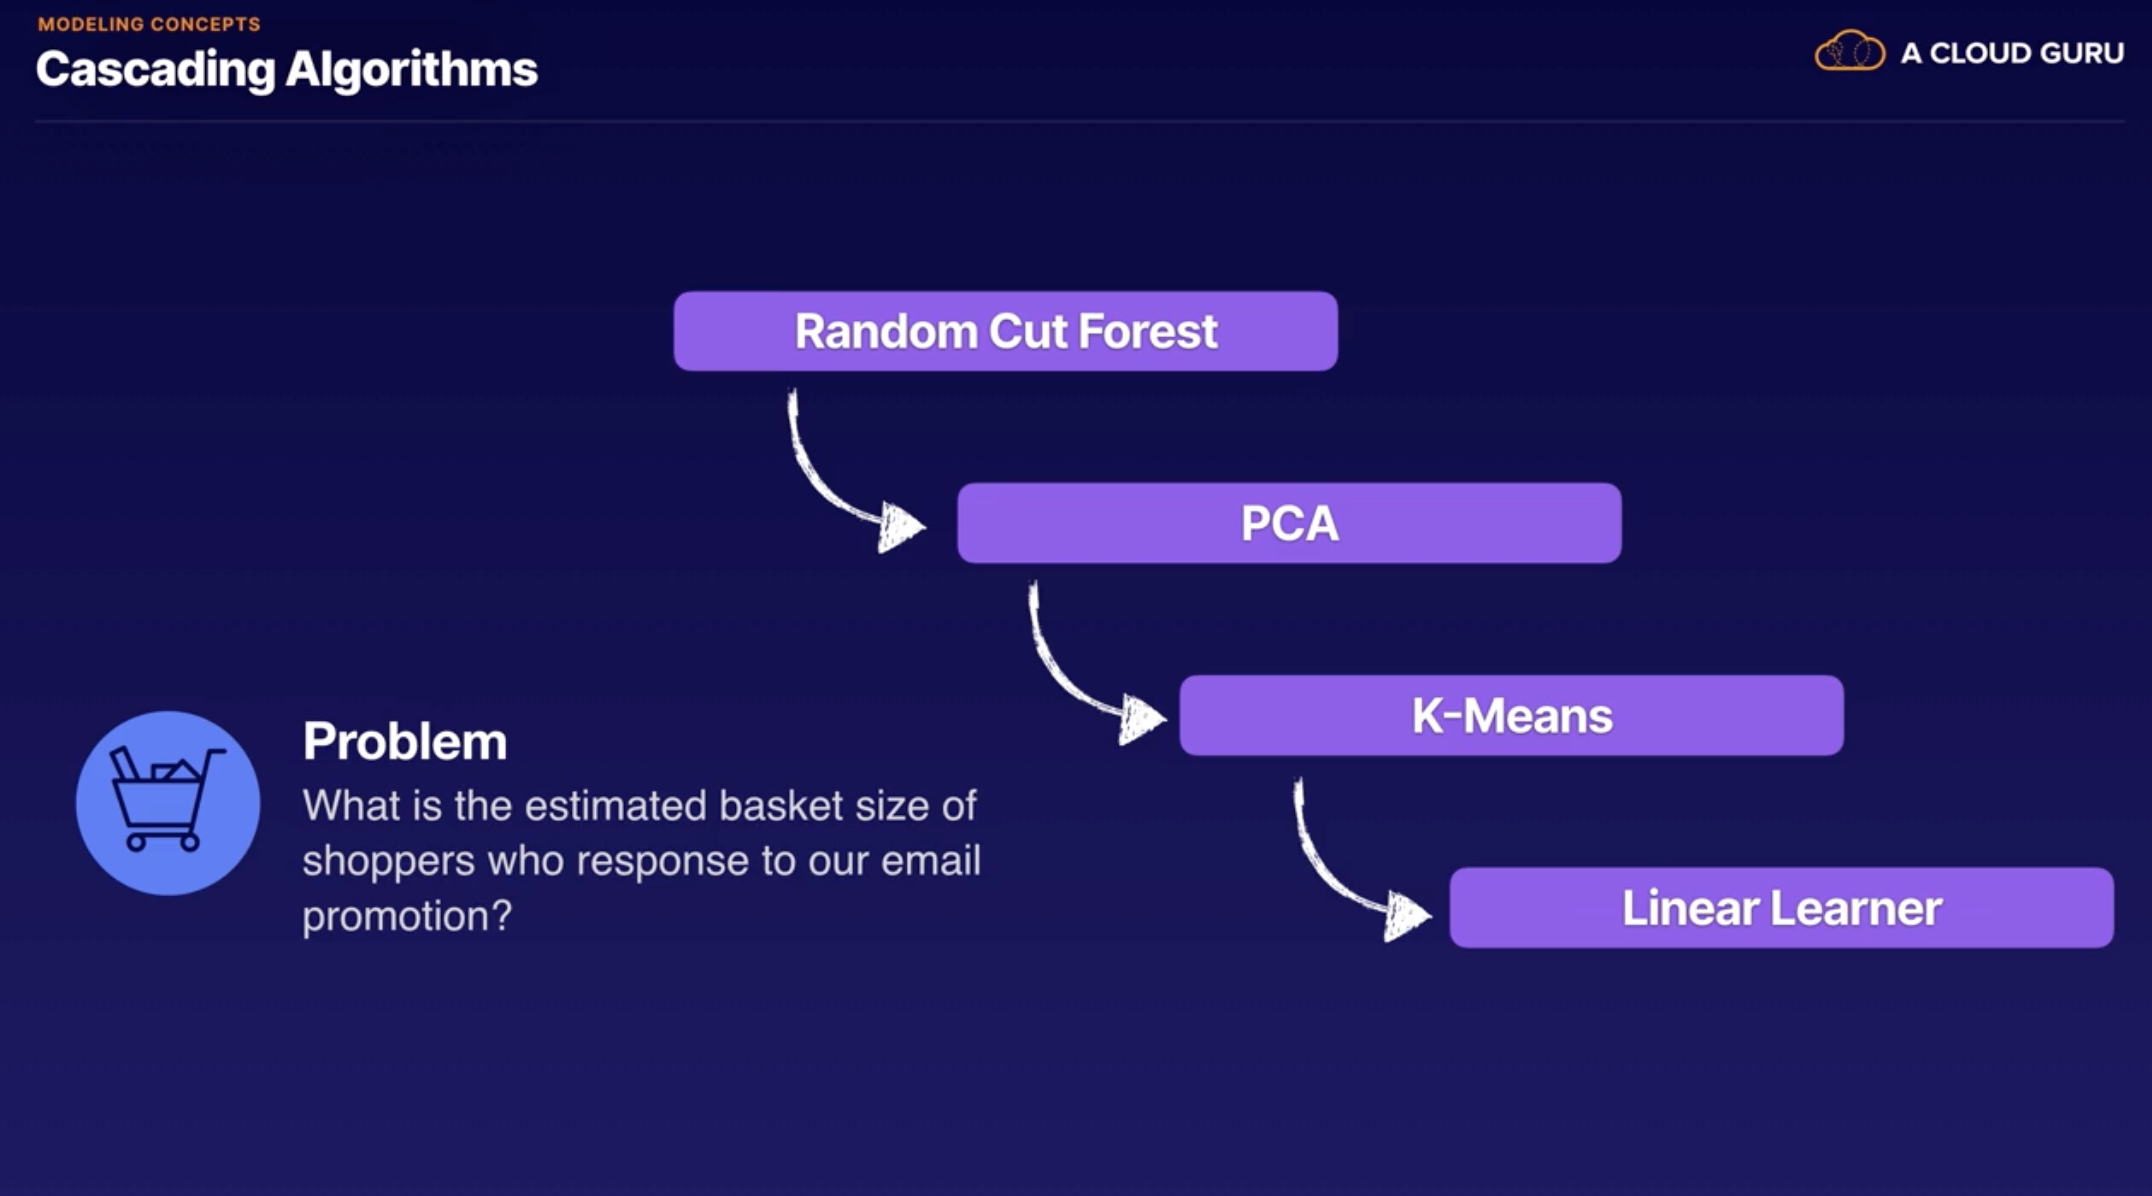 MODELING CONCEPTS
Cascading Algorithms
A CLOUD GURU
Random Cut Forest
PCA
K-Means
Linear Learner
Problem
What is the estimated basket size of
shoppers who response to our email
promotion?